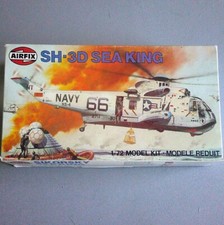 AIRFIX
SH-3D SEA KING
NAVY
66
1/72 MODEL KIT · MODELE REDUIT